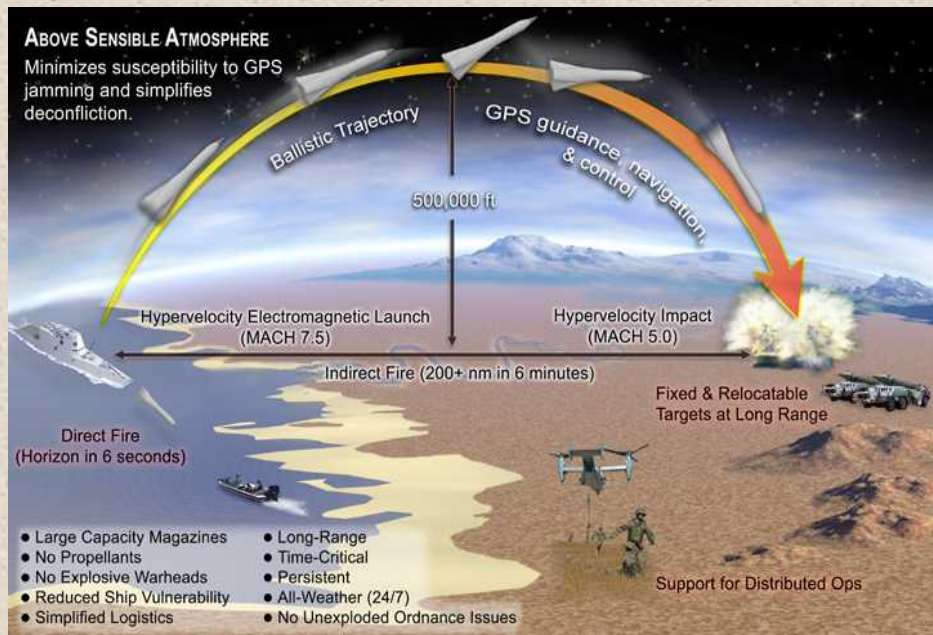 ABOVE SENSIBLE ATMOSPHERE
Minimizes susceptibility to GPS
jamming and simplifies
deconfliction.
Ballistic Trajectory
GPS guidance, navigation,
& control
500,000 ft
Hypervelocity Electromagnetic Launch
(MACH 7.5)
Hypervelocity Impact
(MACH 5.0)
Indirect Fire (200+ nm in 6 minutes)
Fixed & Relocatable
Targets at Long Range
Direct Fire
(Horizon in 6 seconds)
● Large Capacity Magazines
● No Propellants
● No Explosive Warheads
● Reduced Ship Vulnerability
● Simplified Logistics
● Long-Range
● Time-Critical
● Persistent
● All-Weather (24/7)
● No Unexploded Ordnance Issues
Support for Distributed Ops